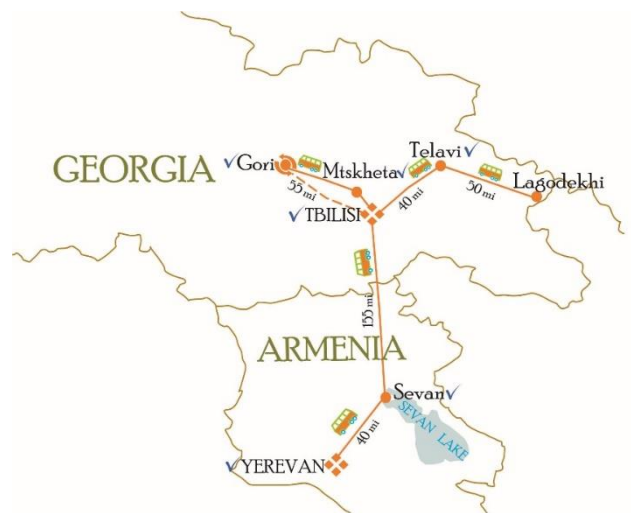 Telavi
GEORGIA
Gori
Mtskheta
Lagodekhi
55 mi
TBILISI
40 mi
50 mi
155 mi
ARMENIA
Sevan
SEVAN LAKE
40 mi
YEREVAN